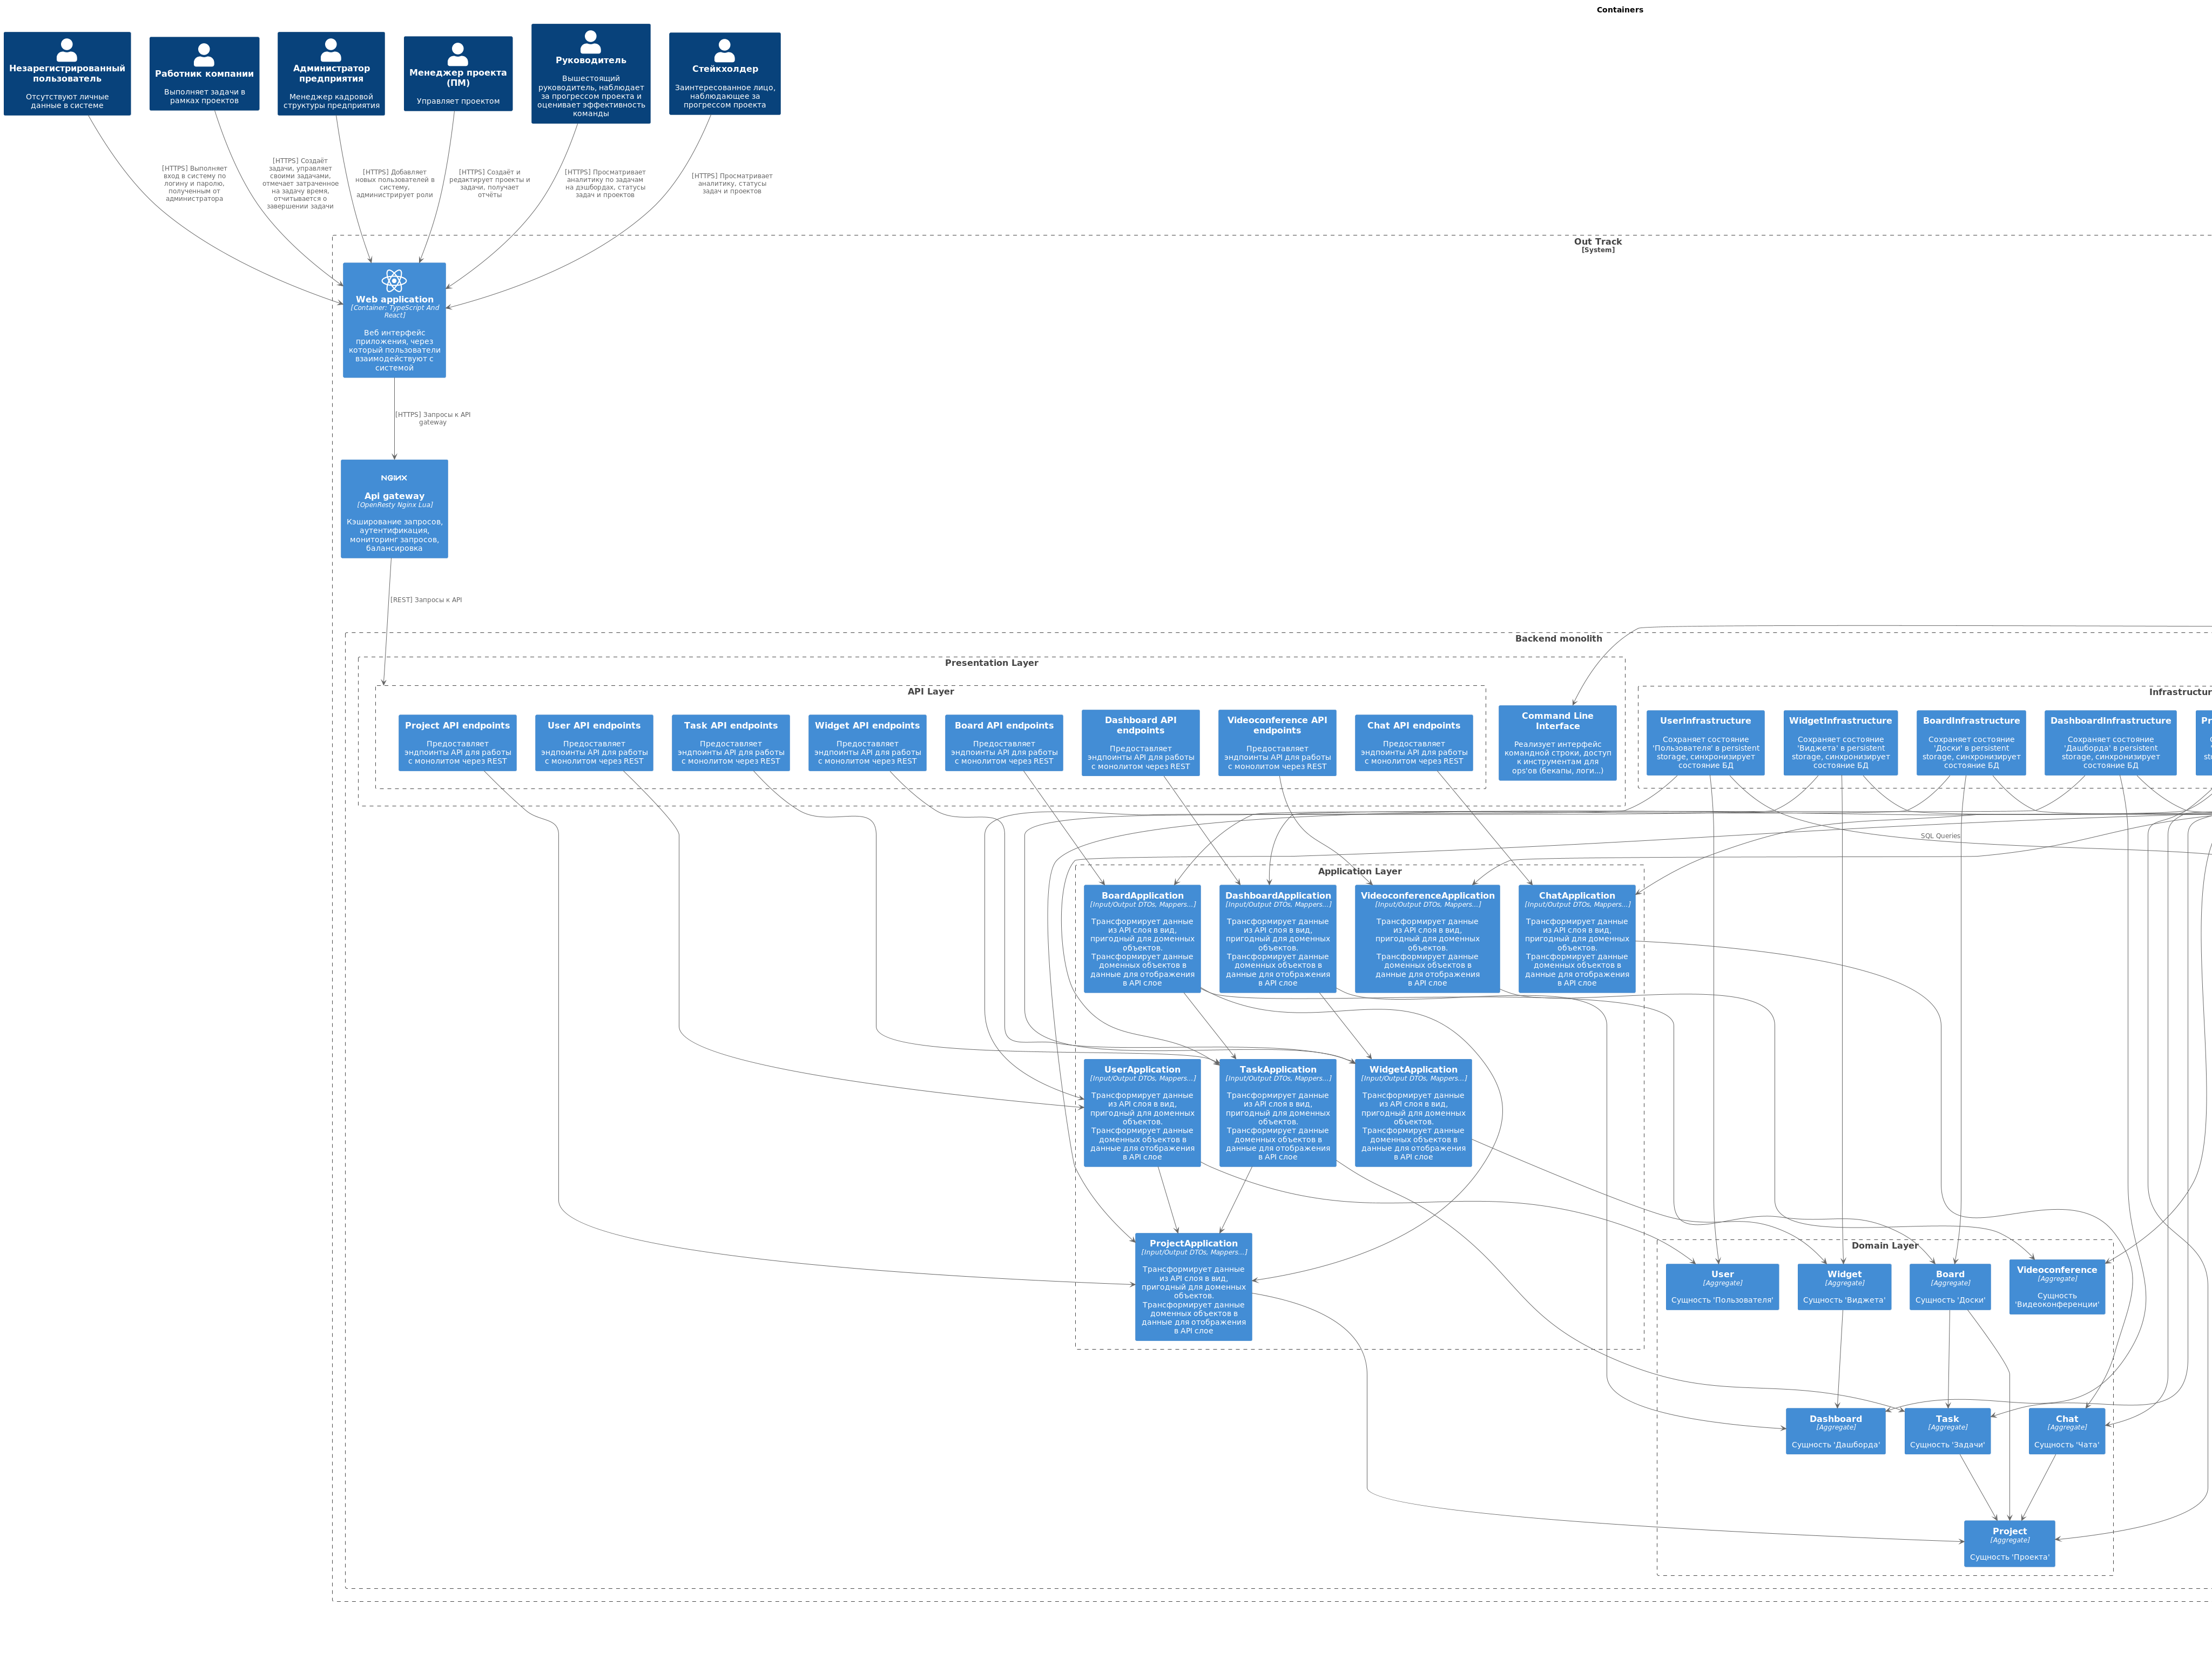 Containers
Незарегистрированный
пользователь
Отсутствуют личные
данные в системе
Работник компании
Выполняет задачи в
рамках проектов
Администратор
предприятия
Менеджер кадровой
структуры предприятия
Менеджер проекта
(ПМ)
Управляет проектом
Руководитель
Вышестоящий
руководитель, наблюдает
за прогрессом проекта и
оценивает эффективность
команды
Стейкхолдер
Заинтересованное лицо,
наблюдающее за
прогрессом проекта
[HTTPS] Выполняет
вход в систему по
логину и паролю,
полученным от
администратора
[HTTPS] Создаёт
задачи, управляет
своими задачами,
отмечает затраченное
на задачу время,
отчитывается о
завершении задачи
[HTTPS] Добавляет
новых пользователей в
систему,
администрирует роли
[HTTPS] Создаёт и
редактирует проекты и
задачи, получает
отчёты
[HTTPS] Просматривает
аналитику по задачам
на дэшбордах, статусы
задач и проектов
[HTTPS] Просматривает
аналитику, статусы
задач и проектов
Out Track
[System]
Web application
[Container: TypeScript And
React]
Веб интерфейс
приложения, через
который пользователи
взаимодействуют с
системой
[HTTPS] Запросы к API
gateway
NGINX
Api gateway
[OpenResty Nginx Lua]
Кэширование запросов,
аутентификация,
мониторинг запросов,
балансировка
[REST] Запросы к API
Backend monolith
Presentation Layer
API Layer
Project API endpoints
Предоставляет
эндпоинты API для работы
с монолитом через REST
User API endpoints
Предоставляет
эндпоинты API для работы
с монолитом через REST
Task API endpoints
Предоставляет
эндпоинты API для работы
с монолитом через REST
Widget API endpoints
Предоставляет
эндпоинты API для работы
с монолитом через REST
Board API endpoints
Предоставляет
эндпоинты API для работы
с монолитом через REST
Dashboard API
endpoints
Предоставляет
эндпоинты API для работы
с монолитом через REST
Videoconference API
endpoints
Предоставляет
эндпоинты API для работы
с монолитом через REST
Chat API endpoints
Предоставляет
эндпоинты API для работы
с монолитом через REST
Command Line
Interface
Реализует интерфейс
командной строки, доступ
к инструментам для
ops'ов (бекапы, логи...)
Infrastructur
UserInfrastructure
Сохраняет состояние
'Пользователя' в persistent
storage, синхронизирует
состояние БД
WidgetInfrastructure
Сохраняет состояние
'Виджета' в persistent
storage, синхронизирует
состояние БД
BoardInfrastructure
Сохраняет состояние
'Доски' в persistent
storage, синхронизирует
состояние БД
DashboardInfrastructure
Сохраняет состояние
'Дашборда' в persistent
storage, синхронизирует
состояние БД
SQL Queries
Application Layer
BoardApplication
[Input/Output DTOs, Mappers...]
Трансформирует данные
из API слоя в вид,
пригодный для доменных
объектов.
Трансформирует данные
доменных объектов в
данные для отображения
в API слое
DashboardApplication
[Input/Output DTOs, Mappers...]
Трансформирует данные
из API слоя в вид,
пригодный для доменных
объектов.
Трансформирует данные
доменных объектов в
данные для отображения
в API слое
VideoconferenceApplication
[Input/Output DTOs, Mappers...]
Трансформирует данные
из API слоя в вид,
пригодный для доменных
объектов.
Трансформирует данные
доменных объектов в
данные для отображения
в API слое
ChatApplication
[Input/Output DTOs, Mappers...]
Трансформирует данные
из API слоя в вид,
пригодный для доменных
объектов.
Трансформирует данные
доменных объектов в
данные для отображения
в API слое
UserApplication
[Input/Output DTOs, Mappers...]
Трансформирует данные
из API слоя в вид,
пригодный для доменных
объектов.
Трансформирует данные
доменных объектов в
данные для отображения
в API слое
TaskApplication
[Input/Output DTOs, Mappers...]
Трансформирует данные
из API слоя в вид,
пригодный для доменных
объектов.
Трансформирует данные
доменных объектов в
данные для отображения
в API слое
WidgetApplication
[Input/Output DTOs, Mappers...]
Трансформирует данные
из API слоя в вид,
пригодный для доменных
объектов.
Трансформирует данные
доменных объектов в
данные для отображения
в API слое
ProjectApplication
[Input/Output DTOs, Mappers...]
Трансформирует данные
из API слоя в вид,
пригодный для доменных
объектов.
Трансформирует данные
доменных объектов в
данные для отображения
в API слое
Domain Layer
User
[Aggregate]
Сущность 'Пользователя'
Widget
[Aggregate]
Сущность 'Виджета'
Board
[Aggregate]
Сущность 'Доски'
Videoconference
[Aggregate]
Сущность
'Видеоконференции'
Dashboard
[Aggregate]
Сущность 'Дашборда'
Task
[Aggregate]
Сущность 'Задачи'
Chat
[Aggregate]
Сущность 'Чата'
Project
[Aggregate]
Сущность 'Проекта'